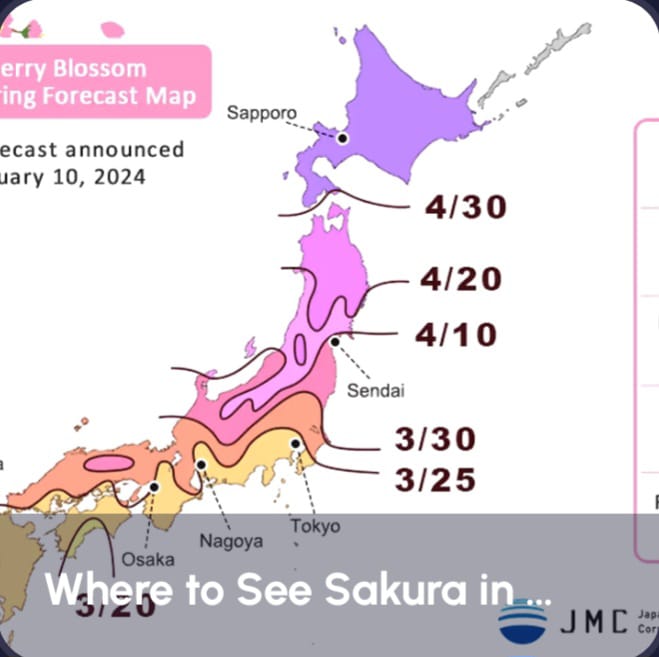 erry Blossom
ring Forecast Map
ecast announced
uary 10, 2024
Sapporo
4/30
4/20
4/10
Sendai
3/30
3/25
a
Tokyo
Nagoya
Osaka
Where to See Sakura in ...
3/20
JMC
Japa
Cor